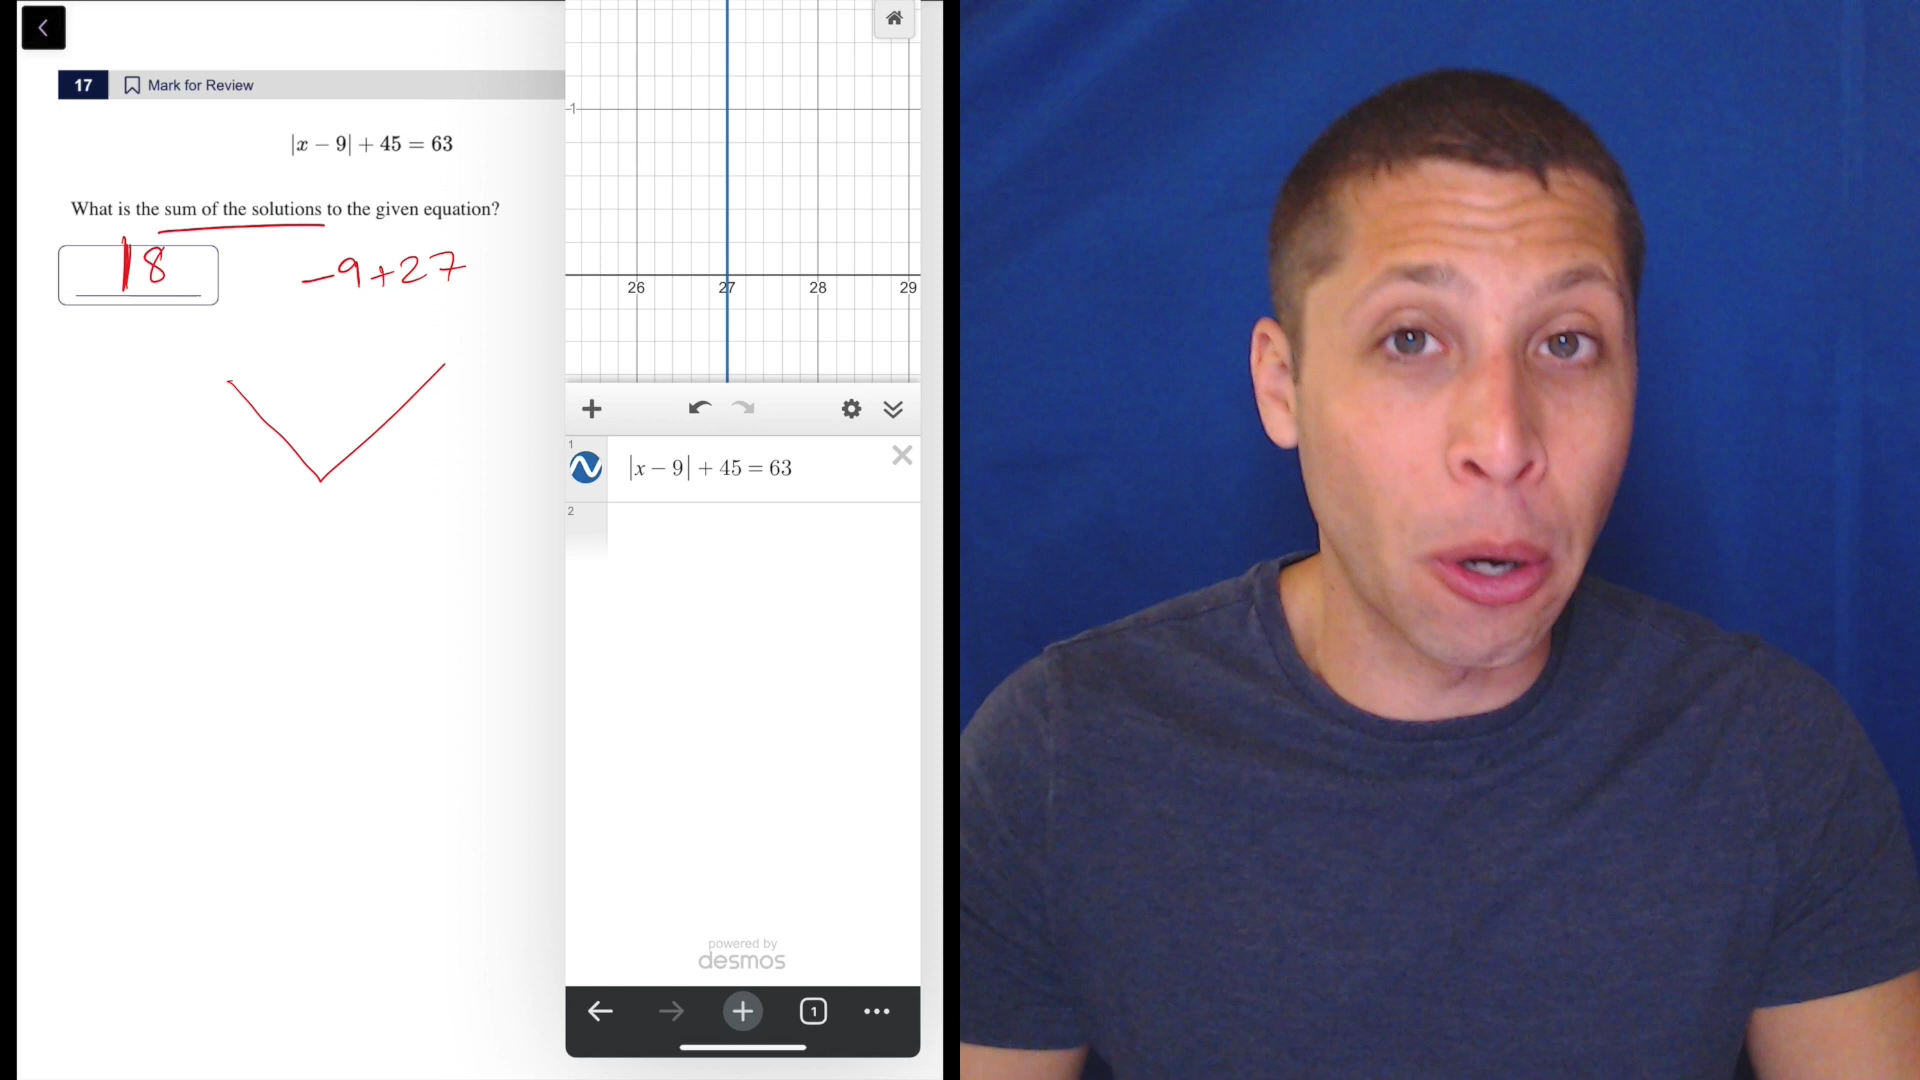 17 Mark for Review
|x − 9| + 45 = 63
What is the sum of the solutions to the given equation?
18
−9+27
-1
26 27 28 29
1
|x − 9| + 45 = 63
2
powered by
desmos
1